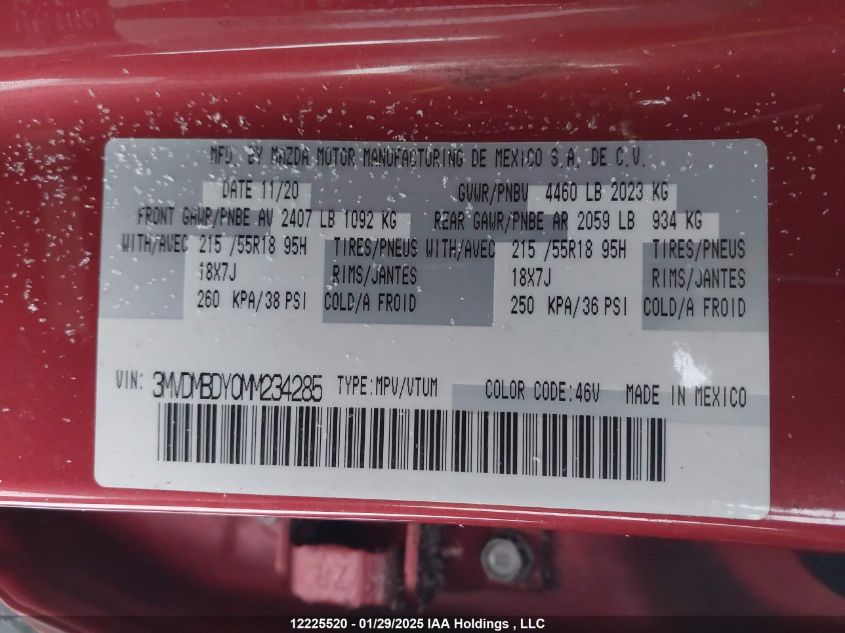 MFD. BY MAZDA MOTOR MANUFACTURING DE MEXICO S.A. DE C.V.
DATE 11/20 GVWR/PNBV 4460 LB 2023 KG
FRONT GAWR/PNBE AV 2407 LB 1092 KG REAR GAWR/PNBE AR 2059 LB 934 KG
WITH/AVEC 215 /55R18 95H TIRES/PNEUS WITH/AVEC 215 /55R18 95H TIRES/PNEUS
18X7J RIMS/JANTES 18X7J RIMS/JANTES
260 KPA/38 PSI COLD/A FROID 250 KPA/36 PSI COLD/A FROID
VIN: 3MVDMBDY0MM234285 TYPE:MPV/VTUM COLOR CODE:46V MADE IN MEXICO
12225520 - 01/29/2025 IAA Holdings , LLC